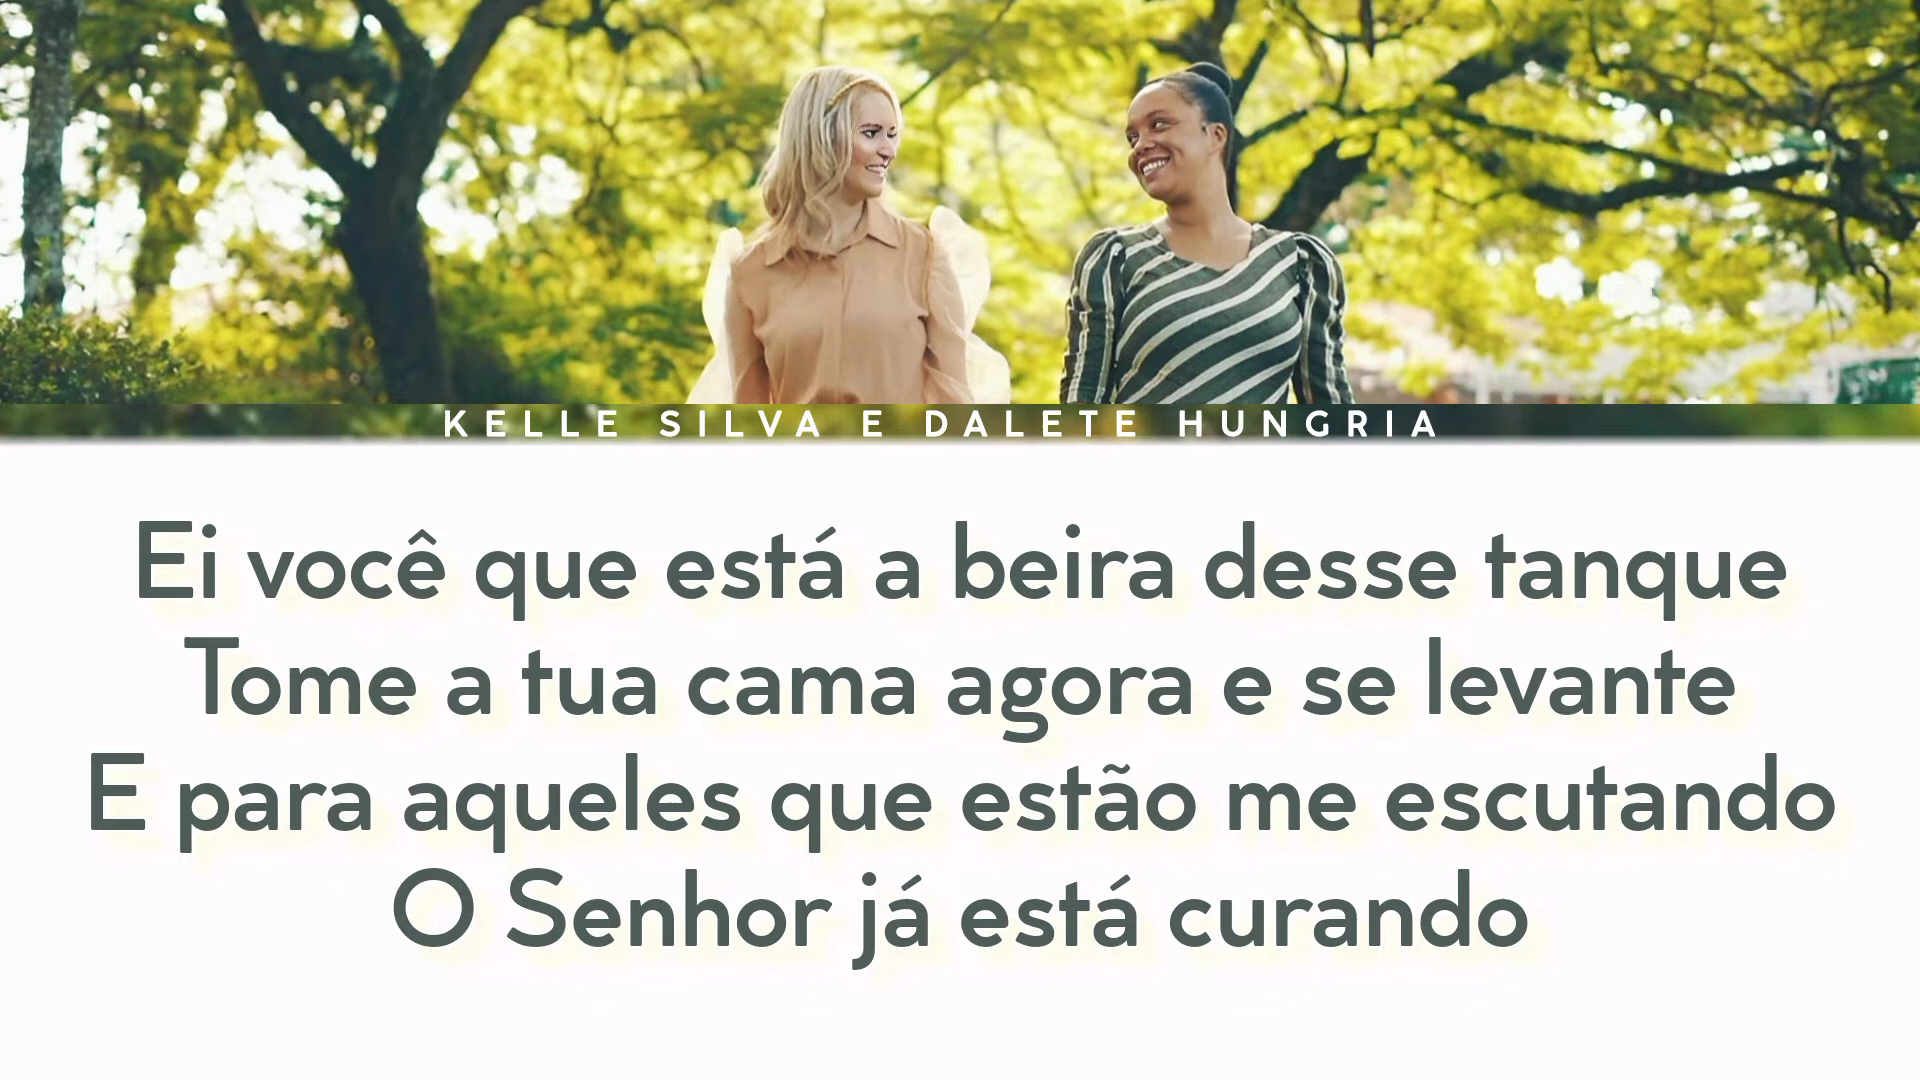 KELLE SILVA E DALETE HUNGRIA
Ei você que está a beira desse tanque
Tome a tua cama agora e se levante
E para aqueles que estão me escutando
O Senhor já está curando